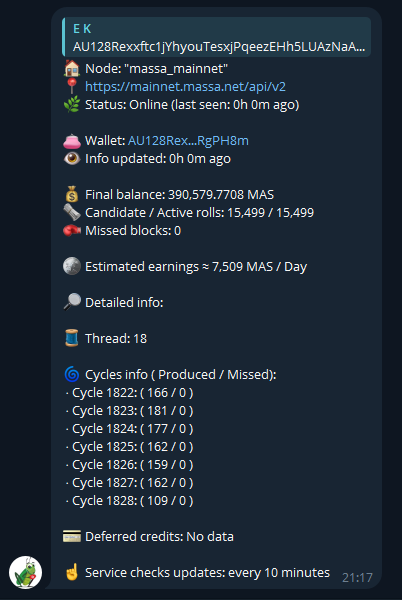 E K
AU128Rexxftc1jYhyouTesxjPqeezEHh5LUAzNaA...
Node: "massa_mainnet"
https://mainnet.massa.net/api/v2
Status: Online (last seen: 0h 0m ago)
Wallet: AU128Rex...RgPH8m
Info updated: 0h 0m ago
Final balance: 390,579.7708 MAS
Candidate / Active rolls: 15,499 / 15,499
Missed blocks: 0
Estimated earnings ≈ 7,509 MAS / Day
Detailed info:
Thread: 18
Cycles info ( Produced / Missed):
· Cycle 1822: ( 166 / 0 )
· Cycle 1823: ( 181 / 0 )
· Cycle 1824: ( 177 / 0 )
· Cycle 1825: ( 162 / 0 )
· Cycle 1826: ( 159 / 0 )
· Cycle 1827: ( 162 / 0 )
· Cycle 1828: ( 109 / 0 )
Deferred credits: No data
Service checks updates: every 10 minutes
21:17